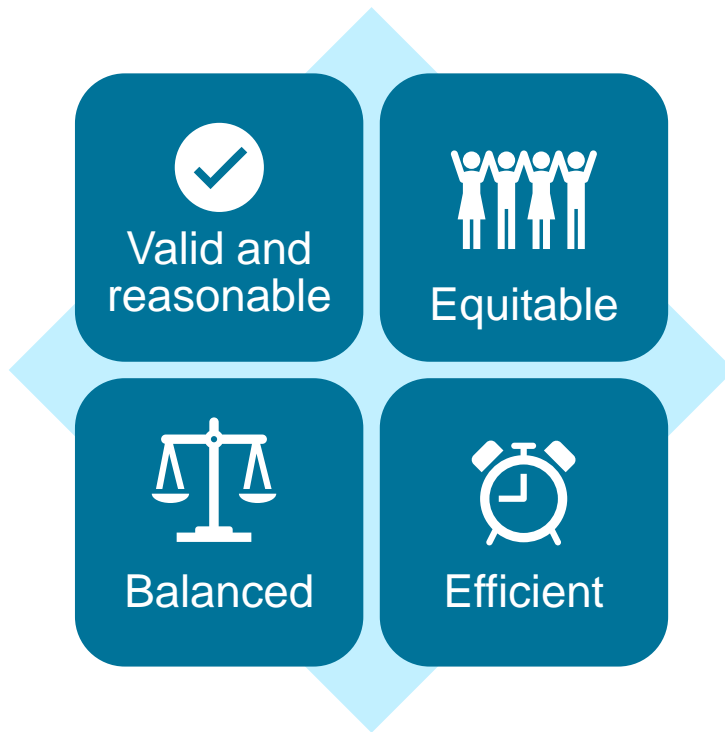 Valid and
reasonable
Equitable
Balanced
Efficient